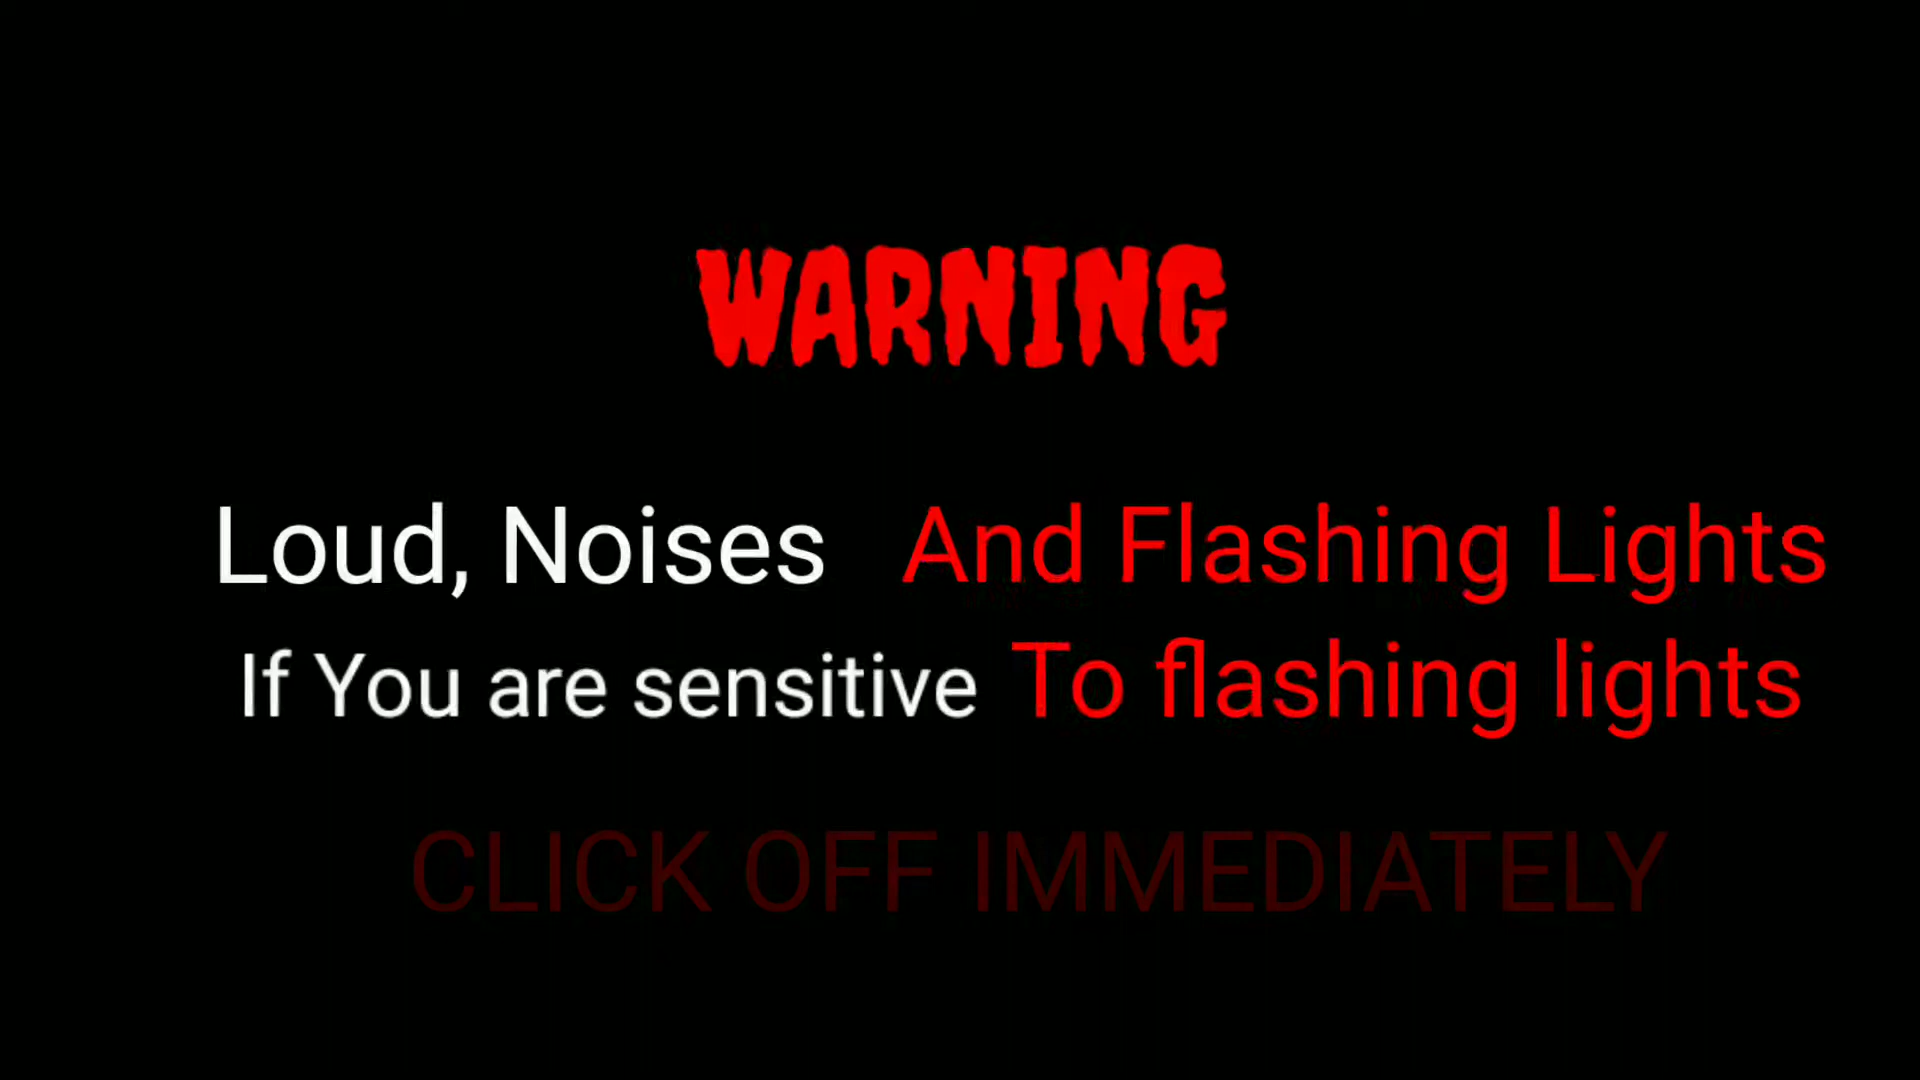 WARNING
Loud, Noises And Flashing Lights
If You are sensitive To flashing lights
CLICK OFF IMMEDIATELY